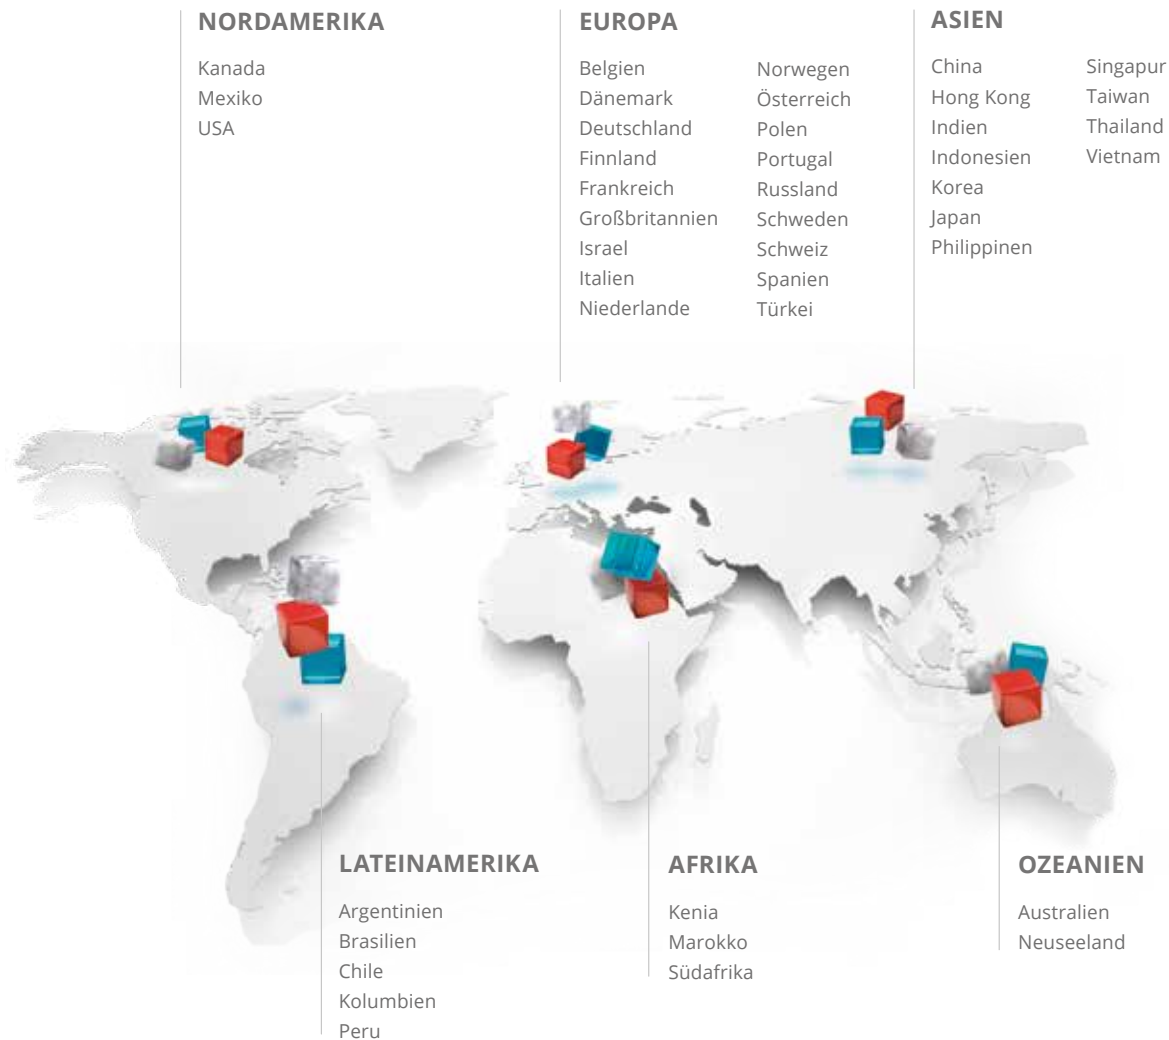 NORDAMERIKA
Kanada
Mexiko
USA
EUROPA
Belgien
Dänemark
Deutschland
Finnland
Frankreich
Großbritannien
Israel
Italien
Niederlande
Norwegen
Österreich
Polen
Portugal
Russland
Schweden
Schweiz
Spanien
Türkei
ASIEN
China
Hong Kong
Indien
Indonesien
Korea
Japan
Philippinen
Singapur
Taiwan
Thailand
Vietnam
LATEINAMERIKA
Argentinien
Brasilien
Chile
Kolumbien
Peru
AFRIKA
Kenia
Marokko
Südafrika
OZEANIEN
Australien
Neuseeland